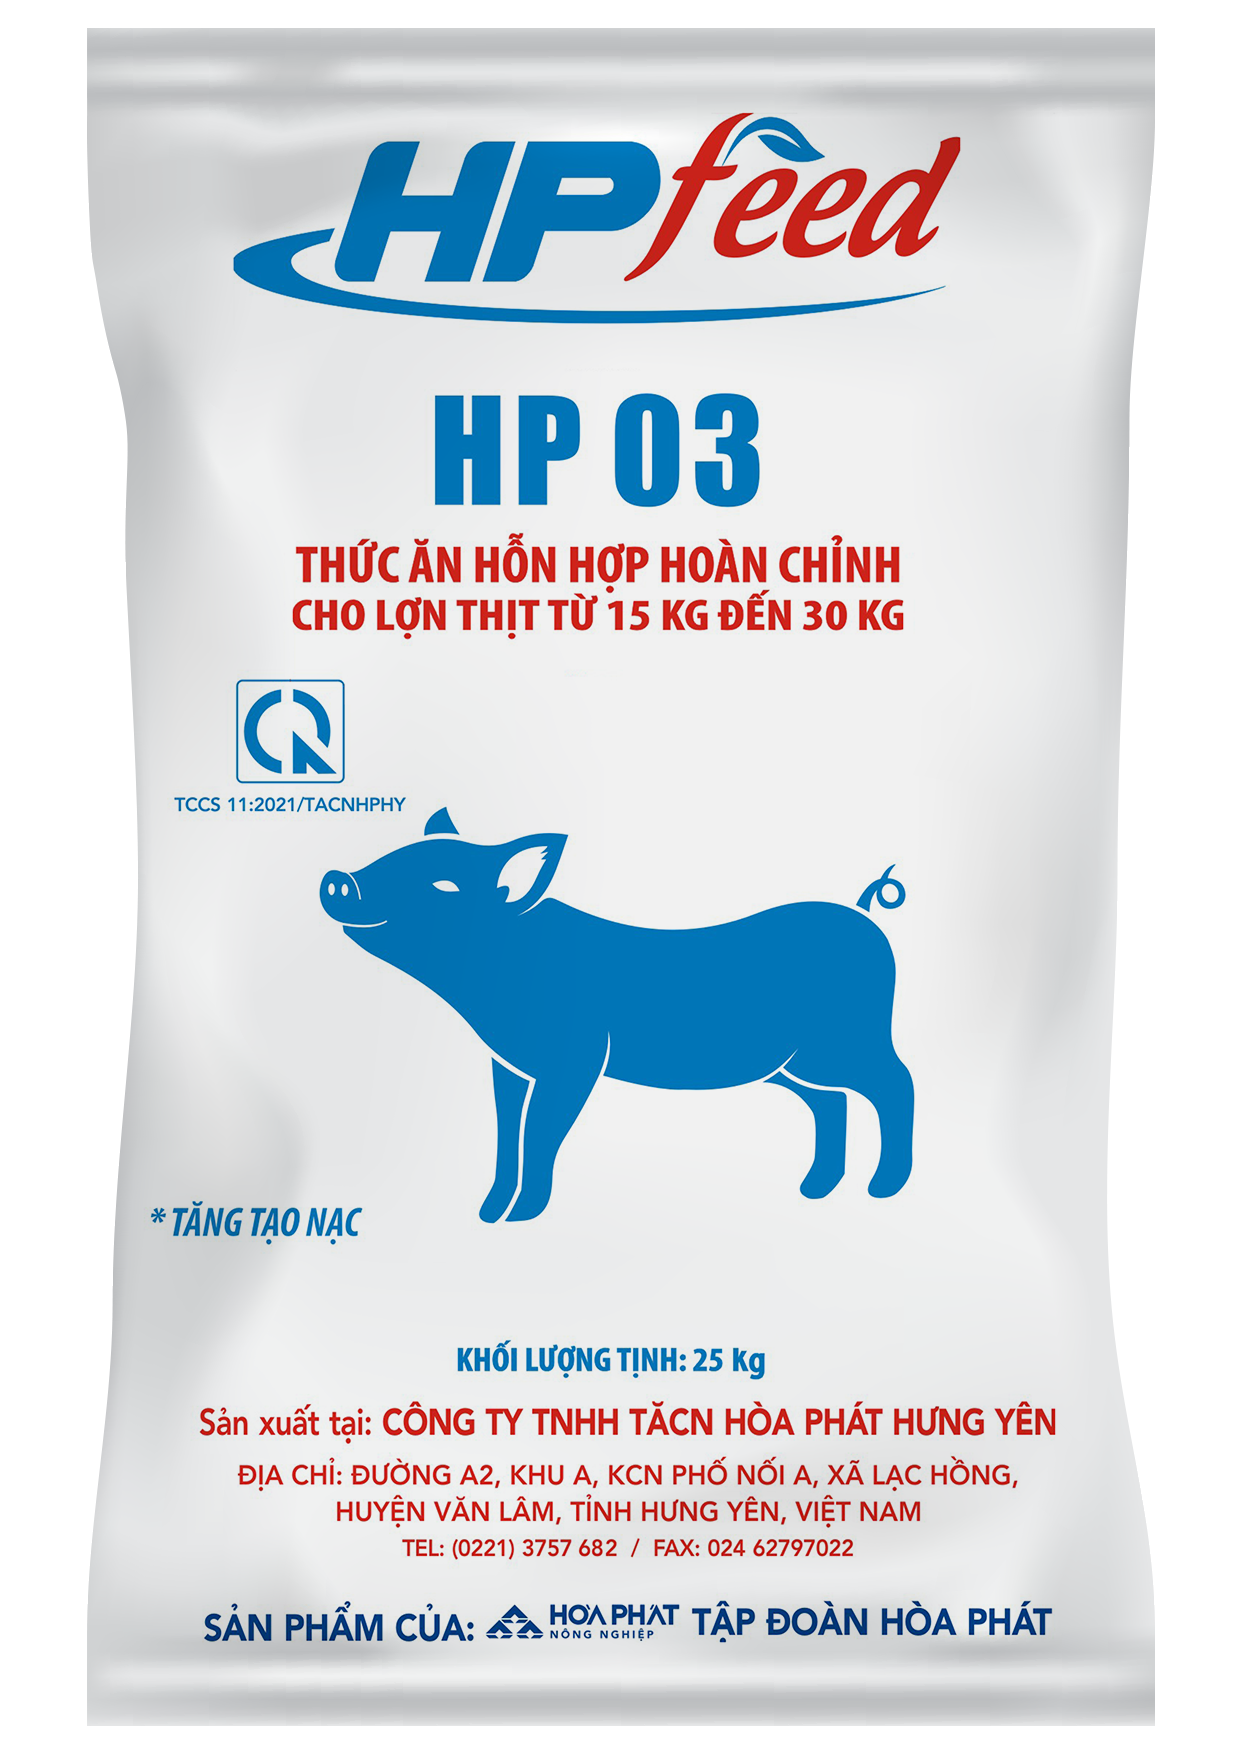 HPfeed
HP 03
THỨC ĂN HỖN HỢP HOÀN CHỈNH
CHO LỢN THỊT TỪ 15 KG ĐẾN 30 KG
TCCS 11:2021/TACNHPHY
* TĂNG TẠO NẠC
KHỐI LƯỢNG TỊNH: 25 kg
Sản xuất tại: CÔNG TY TNHH TĂCN HÒA PHÁT HƯNG YÊN
ĐỊA CHỈ: ĐƯỜNG A2, KHU A, KCN PHỐ NỐI A, XÃ LẠC HỒNG,
HUYỆN VĂN LÂM, TỈNH HƯNG YÊN, VIỆT NAM
TEL: (0221) 3757 682 / FAX: 024 62797022
SẢN PHẨM CỦA: HOA PHAT NÔNG NGHIỆP TẬP ĐOÀN HÒA PHÁT